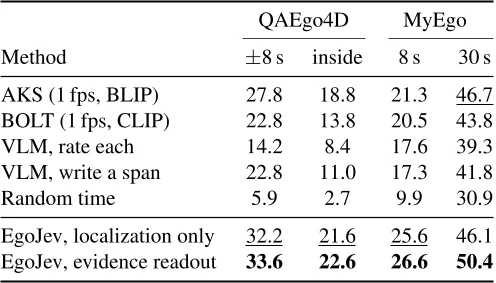 QAEgo4D MyEgo
Method ±8 s inside 8 s 30 s
AKS (1 fps, BLIP) 27.8 18.8 21.3 46.7
BOLT (1 fps, CLIP) 22.8 13.8 20.5 43.8
VLM, rate each 14.2 8.4 17.6 39.3
VLM, write a span 22.8 11.0 17.3 41.8
Random time 5.9 2.7 9.9 30.9
EgoJev, localization only 32.2 21.6 25.6 46.1
EgoJev, evidence readout 33.6 22.6 26.6 50.4